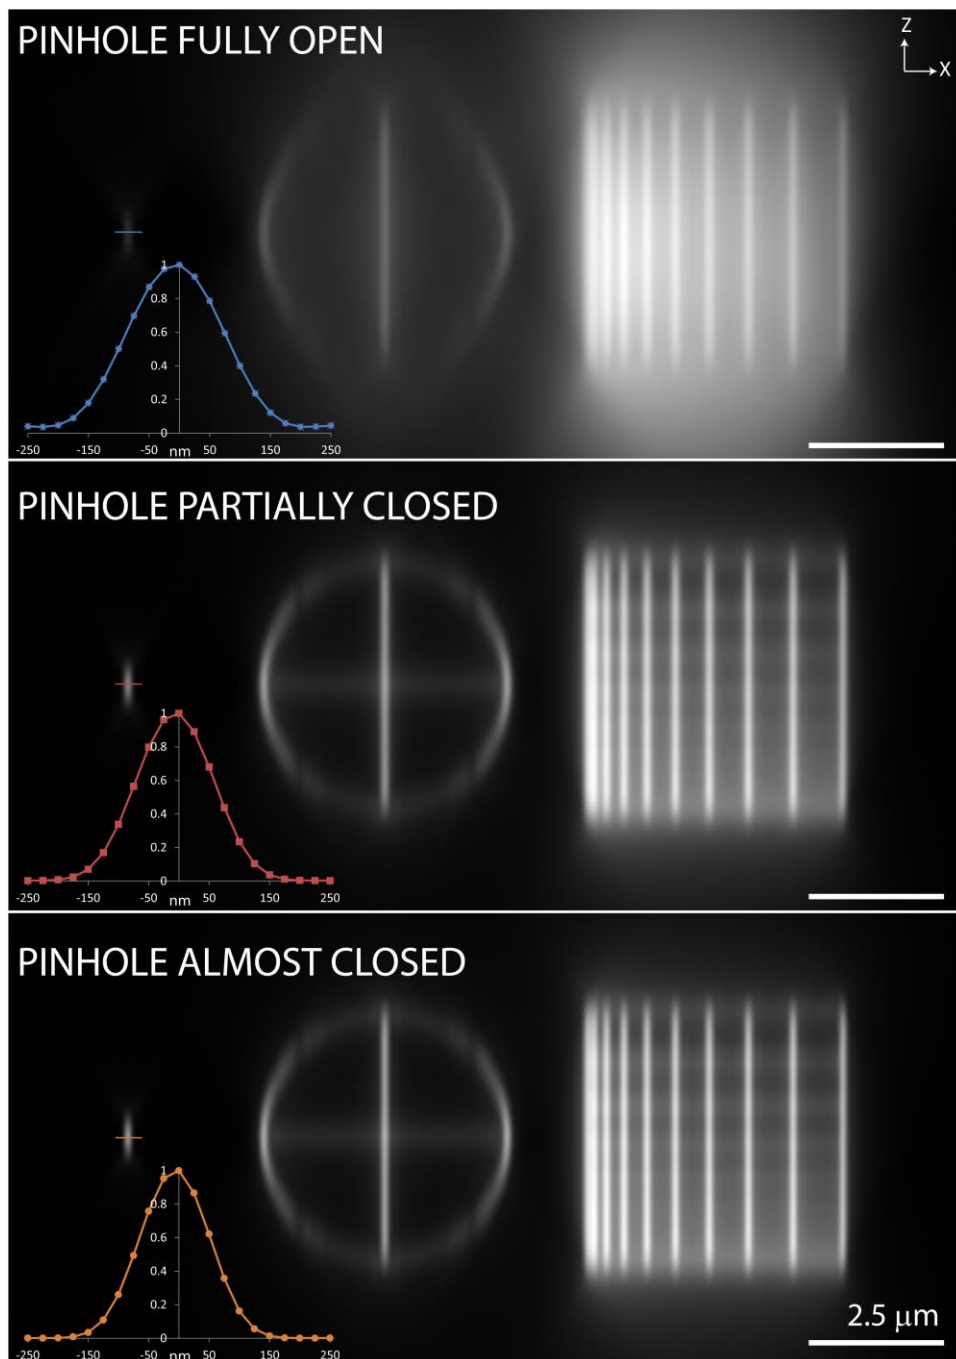 PINHOLE FULLY OPEN
Z
X
1
0.8
0.6
0.4
0.2
0
-250 -150 -50 nm 50 150 250
PINHOLE PARTIALLY CLOSED
1
0.8
0.6
0.4
0.2
0
-250 -150 -50 nm 50 150 250
PINHOLE ALMOST CLOSED
1
0.8
0.6
0.4
0.2
0
-250 -150 -50 nm 50 150 250
2.5 μm